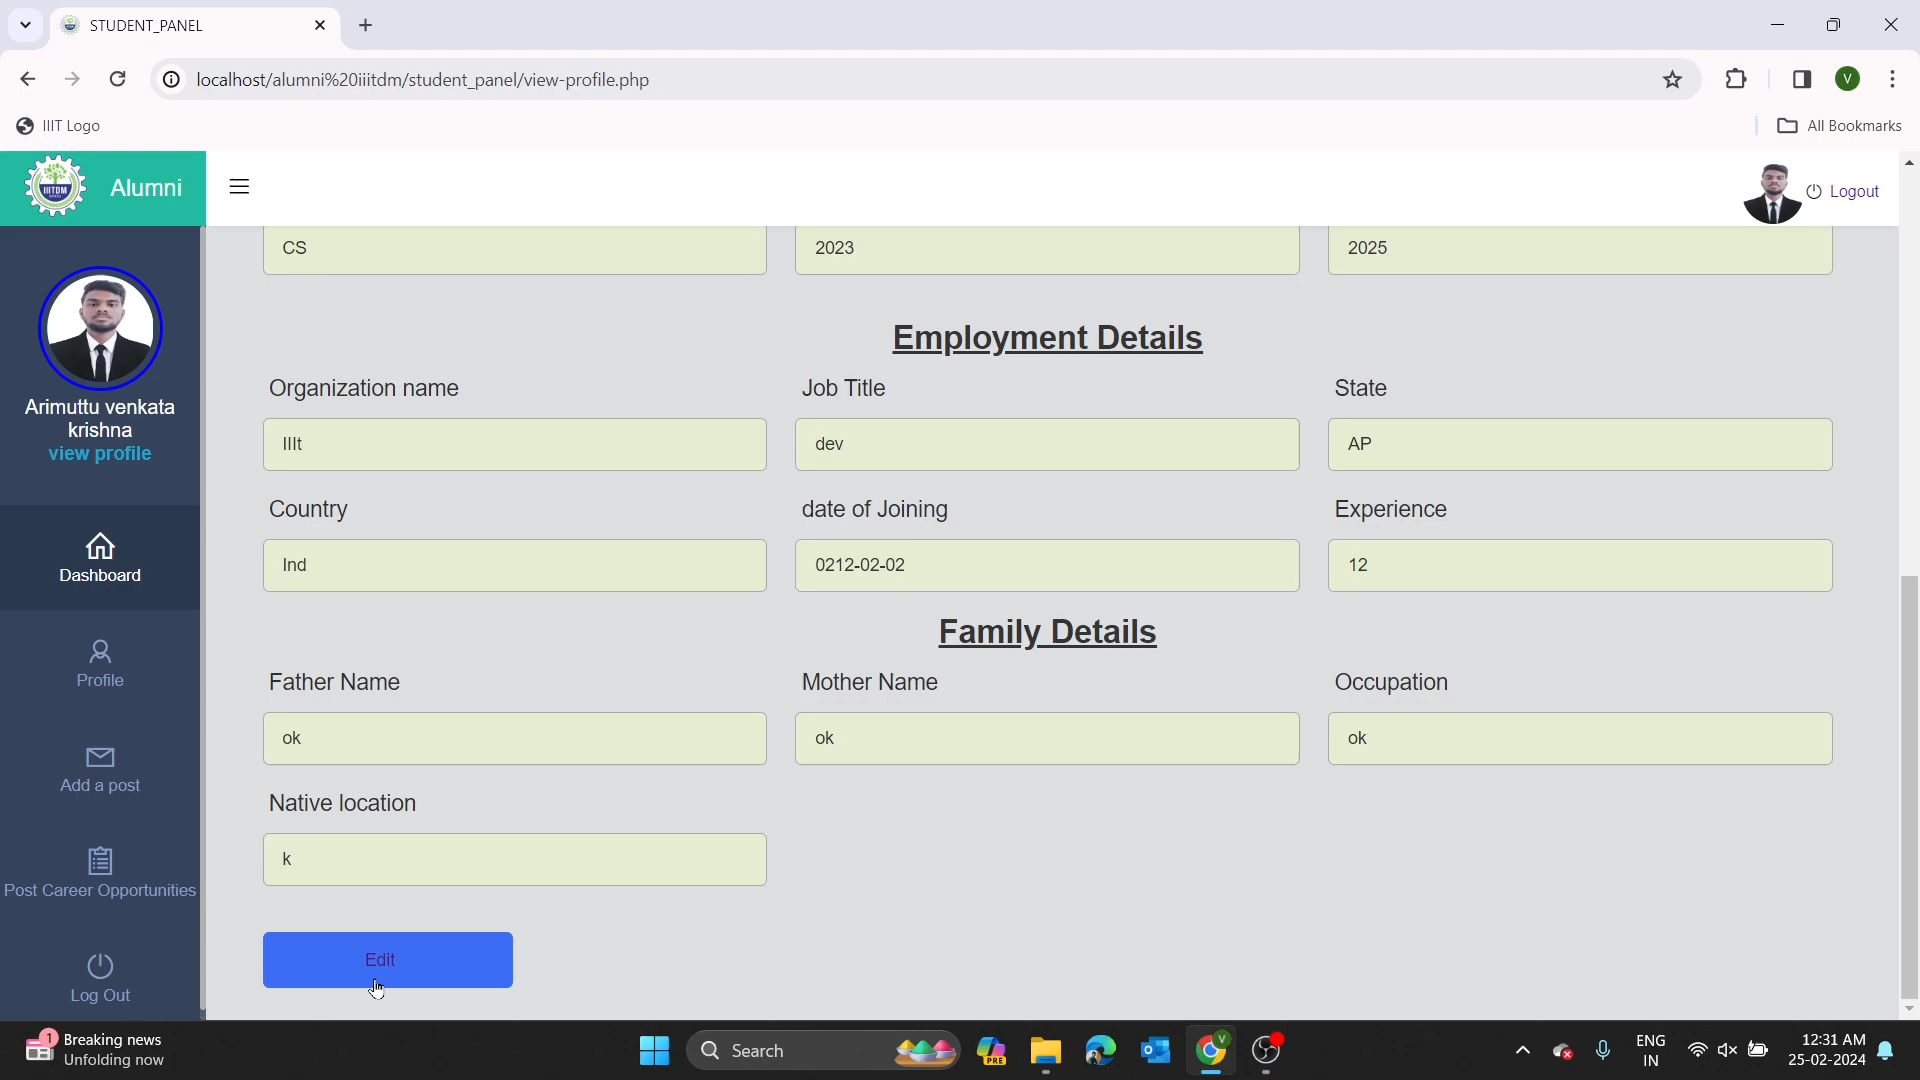 STUDENT_PANEL
localhost/alumni%20iiitdm/student_panel/view-profile.php
V
IIIT Logo
All Bookmarks
IIITDM
Alumni
Logout
CS
2023
2025
Arimuttu venkata
krishna
view profile
Employment Details
Organization name
Job Title
State
IIIt
dev
AP
Country
date of Joining
Experience
Ind
0212-02-02
12
Dashboard
Family Details
Father Name
Mother Name
Occupation
ok
ok
ok
Profile
Add a post
Native location
k
Post Career Opportunities
Edit
Log Out
1
Breaking news
Unfolding now
Search
PRE
V
ENG
IN
12:31 AM
25-02-2024